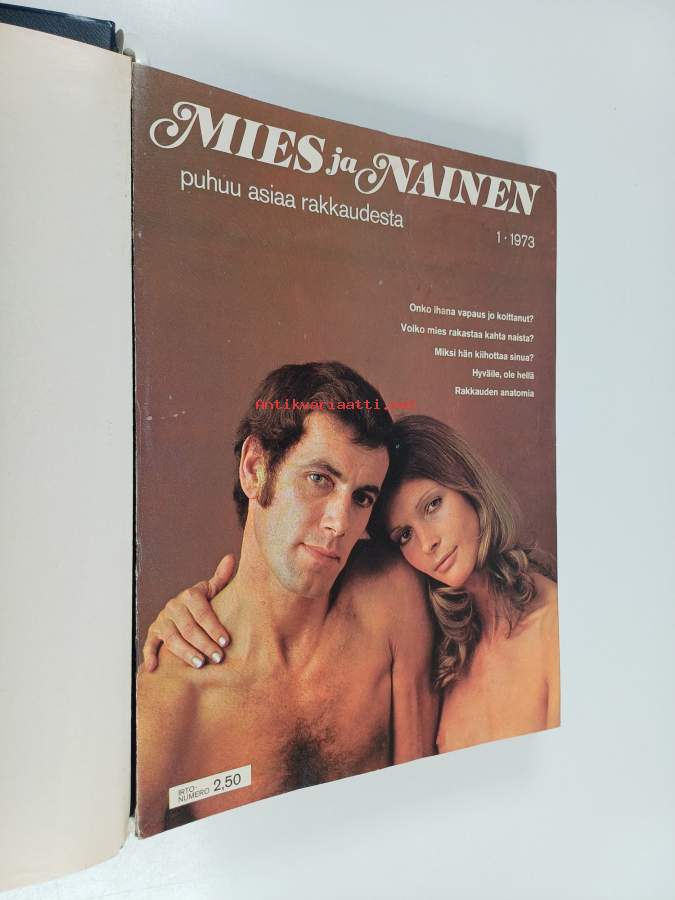 MIES ja NAINEN
puhuu asiaa rakkaudesta
1 · 1973
Onko ihana vapaus jo koittanut?
Voiko mies rakastaa kahta naista?
Miksi hän kiihottaa sinua?
Hyväile, ole hellä
Rakkauden anatomia
Antikvariaatti.net
IRTO-
NUMERO 2,50